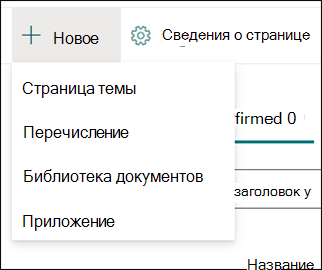 + Новое
Сведения о странице
Страница темы
Перечисление
firmed 0
Библиотека документов
заголовок у
Приложение
Название